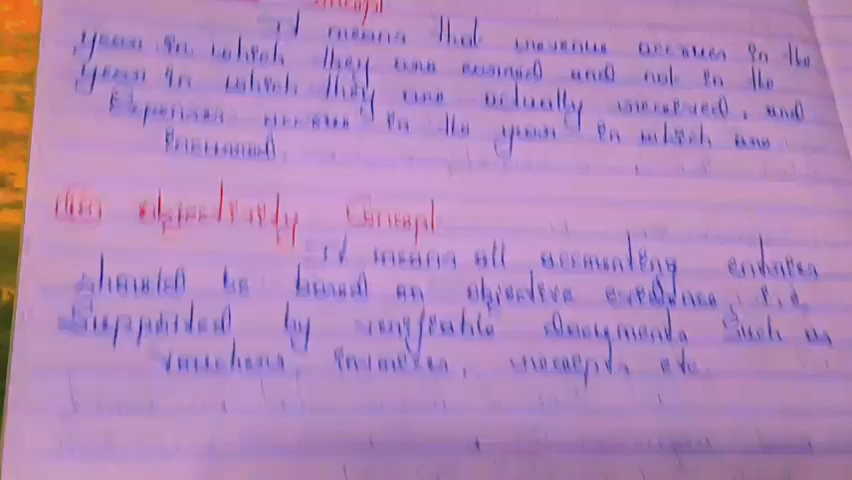 Concept
It means that revenue accrues in the
year in which they are earned and not in the
year in which they are actually received, and
Expenses accrues in the year in which are
incurred.
objectivity Concept
It means all accounting entries
should be based on objective evidence, i.e,
Supported by verifiable documents such as
vouchers, invoices, receipts etc.